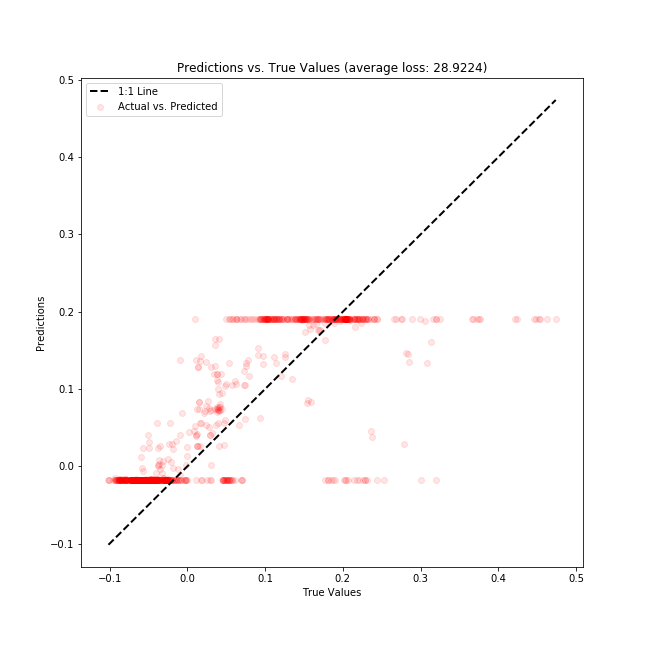 Predictions vs. True Values (average loss: 28.9224)
1:1 Line
Actual vs. Predicted
0.5
0.4
0.3
0.2
0.1
0.0
−0.1
Predictions
−0.1 0.0 0.1 0.2 0.3 0.4 0.5
True Values